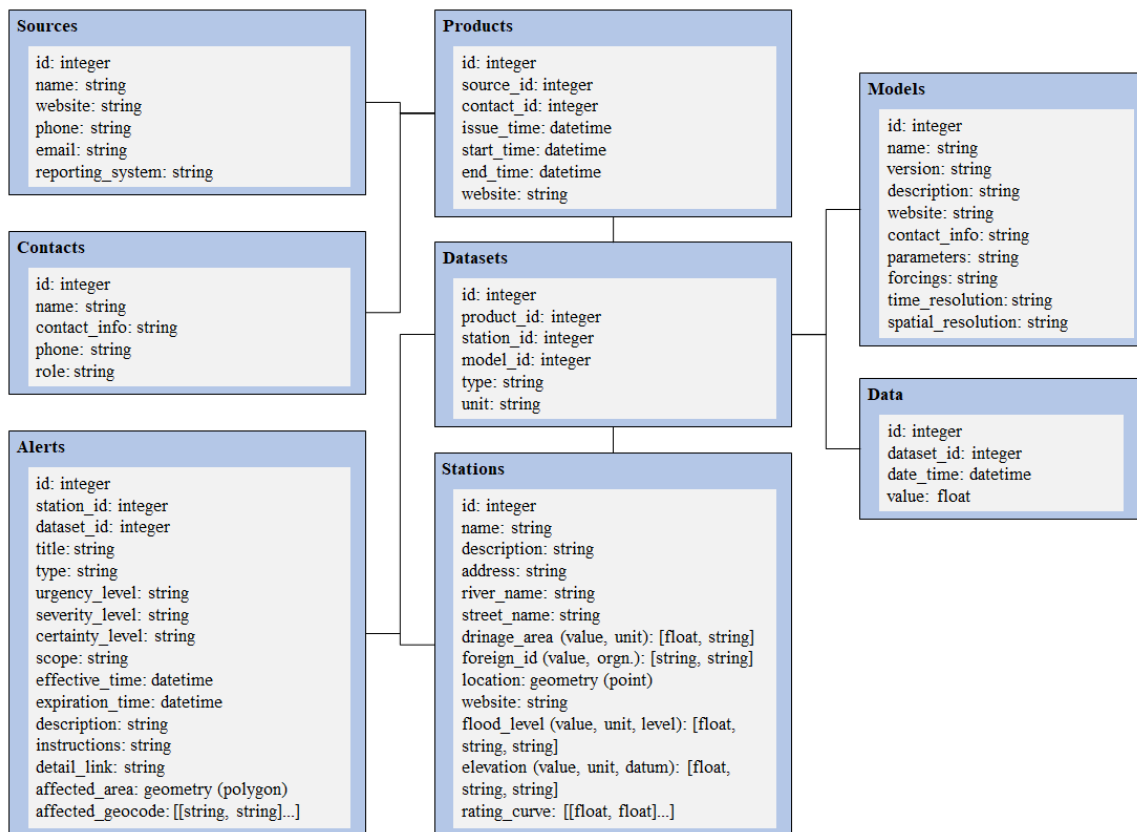 Sources
id: integer
name: string
website: string
phone: string
email: string
reporting_system: string
Contacts
id: integer
name: string
contact_info: string
phone: string
role: string
Alerts
id: integer
station_id: integer
dataset_id: integer
title: string
type: string
urgency_level: string
severity_level: string
certainty_level: string
scope: string
effective_time: datetime
expiration_time: datetime
description: string
instructions: string
detail_link: string
affected_area: geometry (polygon)
affected_geocode: [[string, string]...]
Products
id: integer
source_id: integer
contact_id: integer
issue_time: datetime
start_time: datetime
end_time: datetime
website: string
Datasets
id: integer
product_id: integer
station_id: integer
model_id: integer
type: string
unit: string
Stations
id: integer
name: string
description: string
address: string
river_name: string
street_name: string
drinage_area (value, unit): [float, string]
foreign_id (value, orgn.): [string, string]
location: geometry (point)
website: string
flood_level (value, unit, level): [float,
string, string]
elevation (value, unit, datum): [float,
string, string]
rating_curve: [[float, float]...]
Models
id: integer
name: string
version: string
description: string
website: string
contact_info: string
parameters: string
forcings: string
time_resolution: string
spatial_resolution: string
Data
id: integer
dataset_id: integer
date_time: datetime
value: float